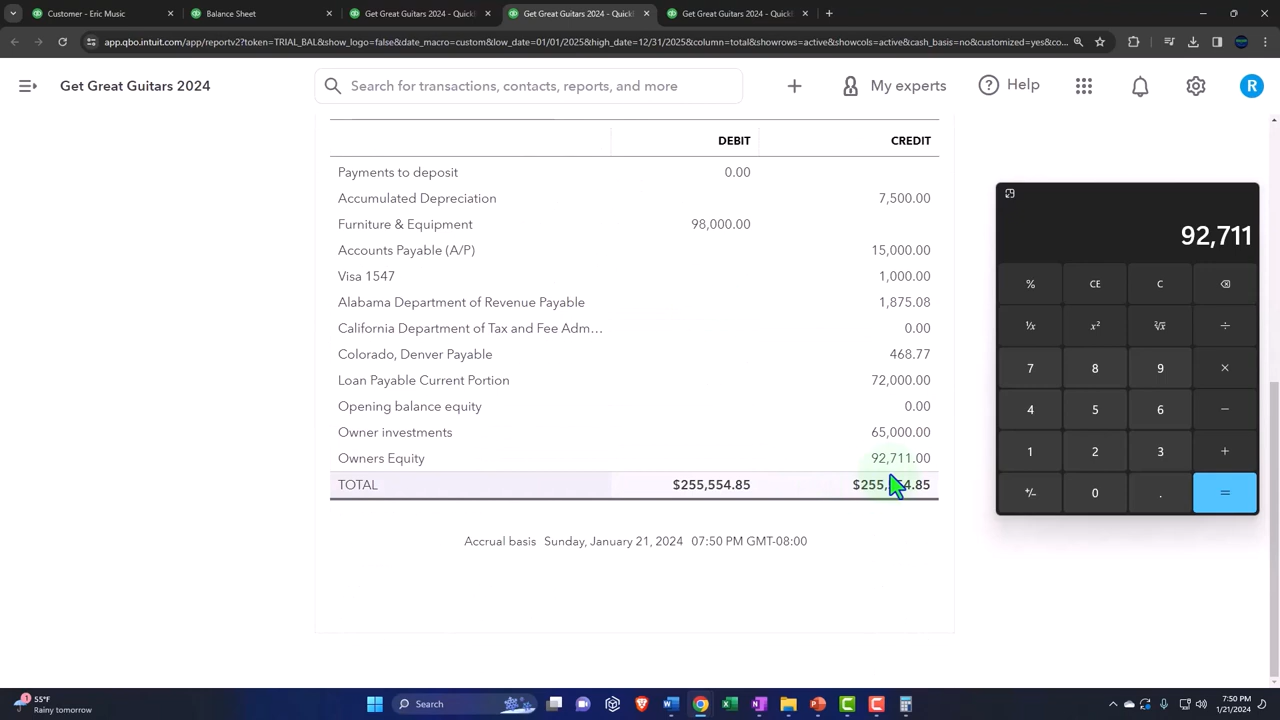 Customer - Eric Music
Balance Sheet
Get Great Guitars 2024 - Quick
Get Great Guitars 2024 - Quick
Get Great Guitars 2024 - Quick
app.qbo.intuit.com/app/reportv2?token=TRIAL_BAL&show_logo=false&date_macro=custom&low_date=01/01/2025&high_date=12/31/2025&column=total&showrows=active&showcols=active&cash_basis=no&customized=yes&co...
Get Great Guitars 2024
Search for transactions, contacts, reports, and more
My experts
Help
R
DEBIT CREDIT
Payments to deposit 0.00
Accumulated Depreciation 7,500.00
Furniture & Equipment 98,000.00
Accounts Payable (A/P) 15,000.00
Visa 1547 1,000.00
Alabama Department of Revenue Payable 1,875.08
California Department of Tax and Fee Adm... 0.00
Colorado, Denver Payable 468.77
Loan Payable Current Portion 72,000.00
Opening balance equity 0.00
Owner investments 65,000.00
Owners Equity 92,711.00
TOTAL $255,554.85
Accrual basis Sunday, January 21, 2024 07:50 PM GMT-08:00
92,711
% CE C
¹/x x² ²√x ÷
7 8 9 ×
4 5 6 −
1 2 3 +
+/− 0 . =
1
55°F
Rainy tomorrow
Search
7:50 PM
1/21/2024